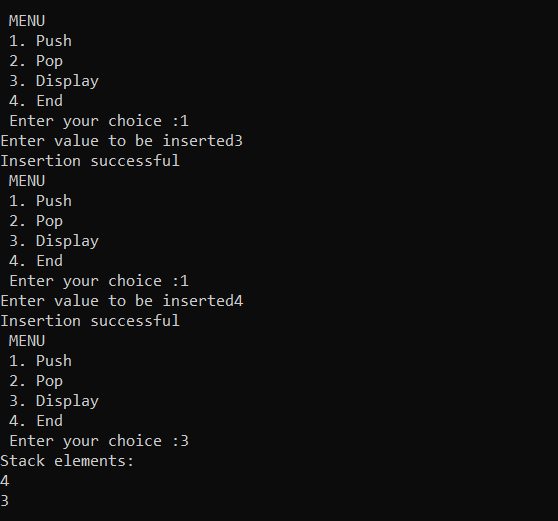 MENU
1. Push
2. Pop
3. Display
4. End
Enter your choice :1
Enter value to be inserted3
Insertion successful
MENU
1. Push
2. Pop
3. Display
4. End
Enter your choice :1
Enter value to be inserted4
Insertion successful
MENU
1. Push
2. Pop
3. Display
4. End
Enter your choice :3
Stack elements:
4
3